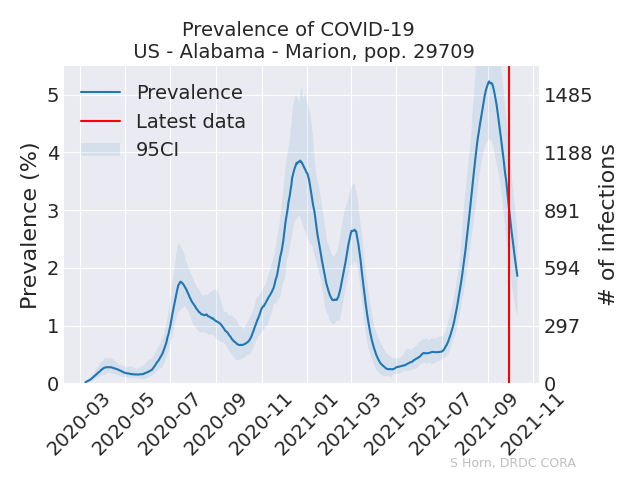 Prevalence of COVID-19
US - Alabama - Marion, pop. 29709
Prevalence
Latest data
95CI
Prevalence (%)
5
4
3
2
1
0
1485
1188
891
594
297
0
# of infections
2020-03
2020-05
2020-07
2020-09
2020-11
2021-01
2021-03
2021-05
2021-07
2021-09
2021-11
S Horn, DRDC CORA